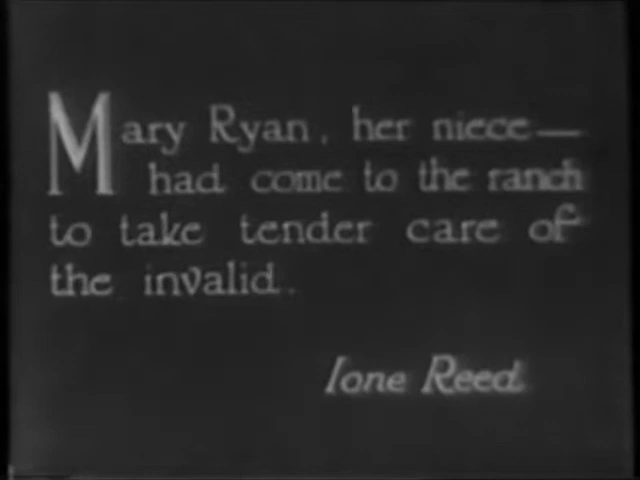 Mary Ryan, her niece—
had come to the ranch
to take tender care of
the invalid.
Ione Reed